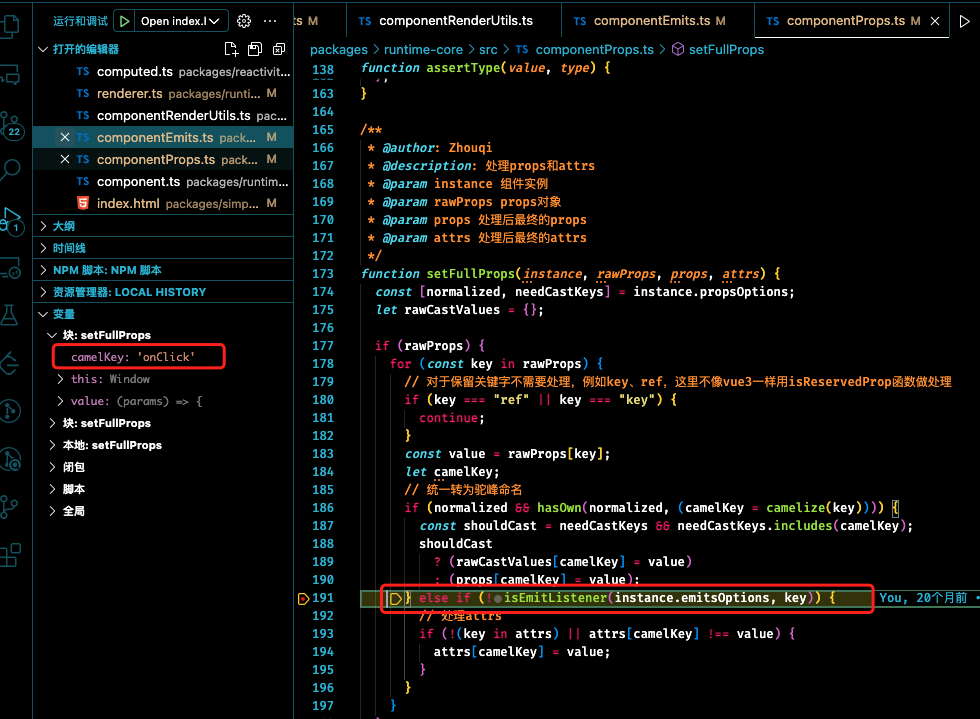 运行和调试 Open index.l ...
ts M
TS componentRenderUtils.ts
TS componentEmits.ts M
TS componentProps.ts M
打开的编辑器
TS computed.ts packages/reactivit...
TS renderer.ts packages/runti... M
TS componentRenderUtils.ts pac...
TS componentEmits.ts pack... M
TS componentProps.ts pack... M
TS component.ts packages/runtim...
index.html packages/simp... M
大纲
时间线
NPM 脚本: NPM 脚本
资源管理器: LOCAL HISTORY
变量
块: setFullProps
camelKey: 'onClick'
this: Window
value: (params) => {
块: setFullProps
本地: setFullProps
闭包
脚本
全局
22
1
packages > runtime-core > src > TS componentProps.ts > setFullProps
138 function assertType(value, type) {
163 }
164
165 /**
166 * @author: Zhouqi
167 * @description: 处理props和attrs
168 * @param instance 组件实例
169 * @param rawProps props对象
170 * @param props 处理后最终的props
171 * @param attrs 处理后最终的attrs
172 */
173 function setFullProps(instance, rawProps, props, attrs) {
174 const [normalized, needCastKeys] = instance.propsOptions;
175 let rawCastValues = {};
176
177 if (rawProps) {
178 for (const key in rawProps) {
179 // 对于保留关键字不需要处理，例如key、ref，这里不像vue3一样用isReservedProp函数做处理
180 if (key === "ref" || key === "key") {
181 continue;
182 }
183 const value = rawProps[key];
184 let camelKey;
185 // 统一转为驼峰命名
186 if (normalized && hasOwn(normalized, (camelKey = camelize(key)))) {
187 const shouldCast = needCastKeys && needCastKeys.includes(camelKey);
188 shouldCast
189 ? (rawCastValues[camelKey] = value)
190 : (props[camelKey] = value);
191 } else if (!isEmitListener(instance.emitsOptions, key)) { You, 20个月前 •
192 // 处理attrs
193 if (!(key in attrs) || attrs[camelKey] !== value) {
194 attrs[camelKey] = value;
195 }
196 }
197 }